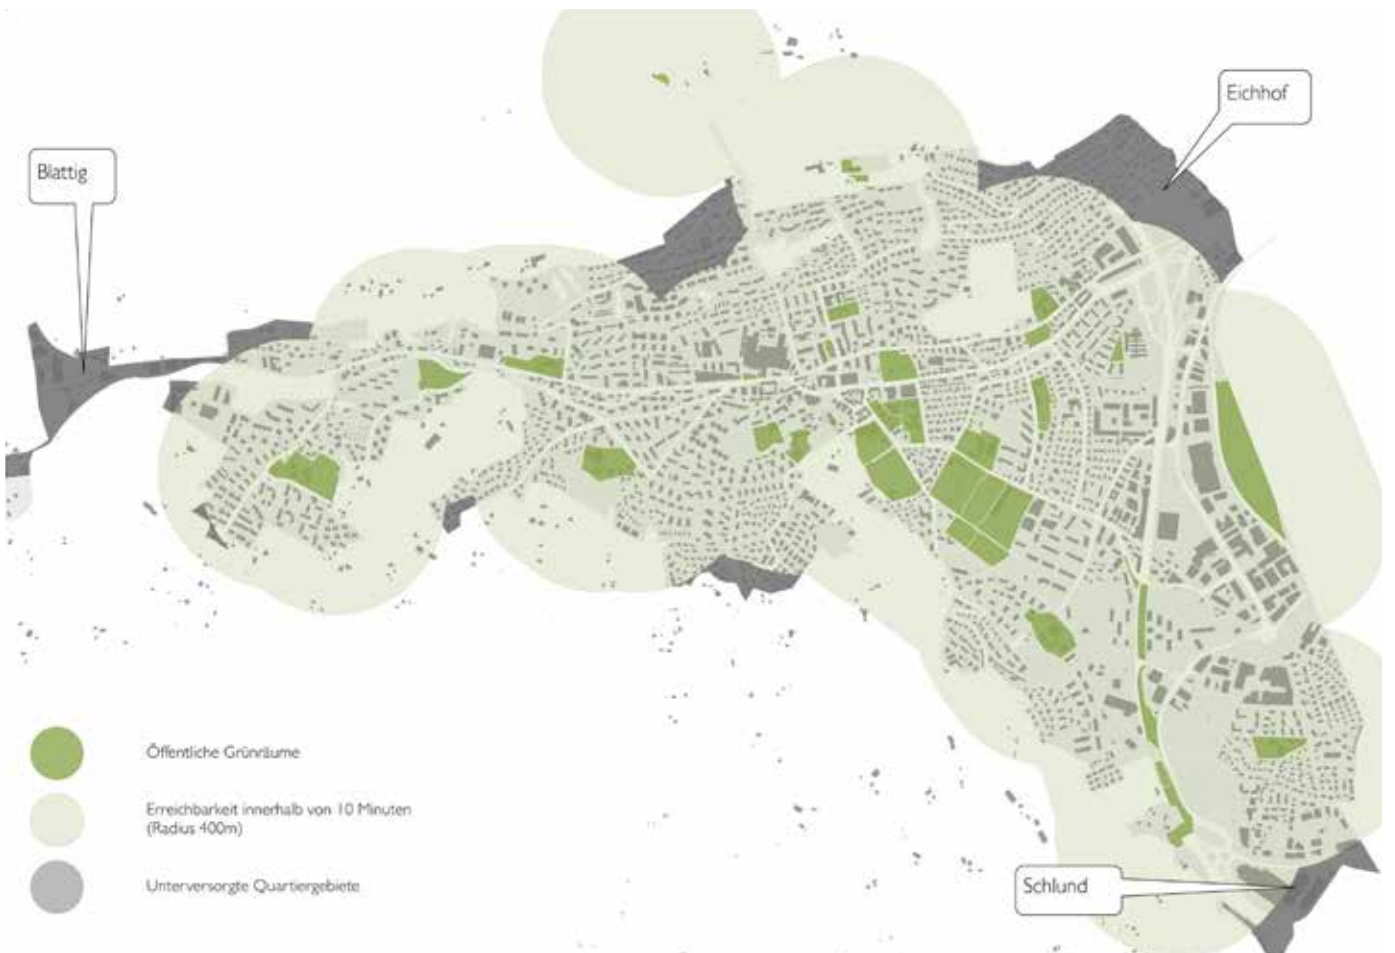 Eichhof
Blattig
Öffentliche Grünräume
Erreichbarkeit innerhalb von 10 Minuten
(Radius 400m)
Unterversorgte Quartiergebiete
Schlund